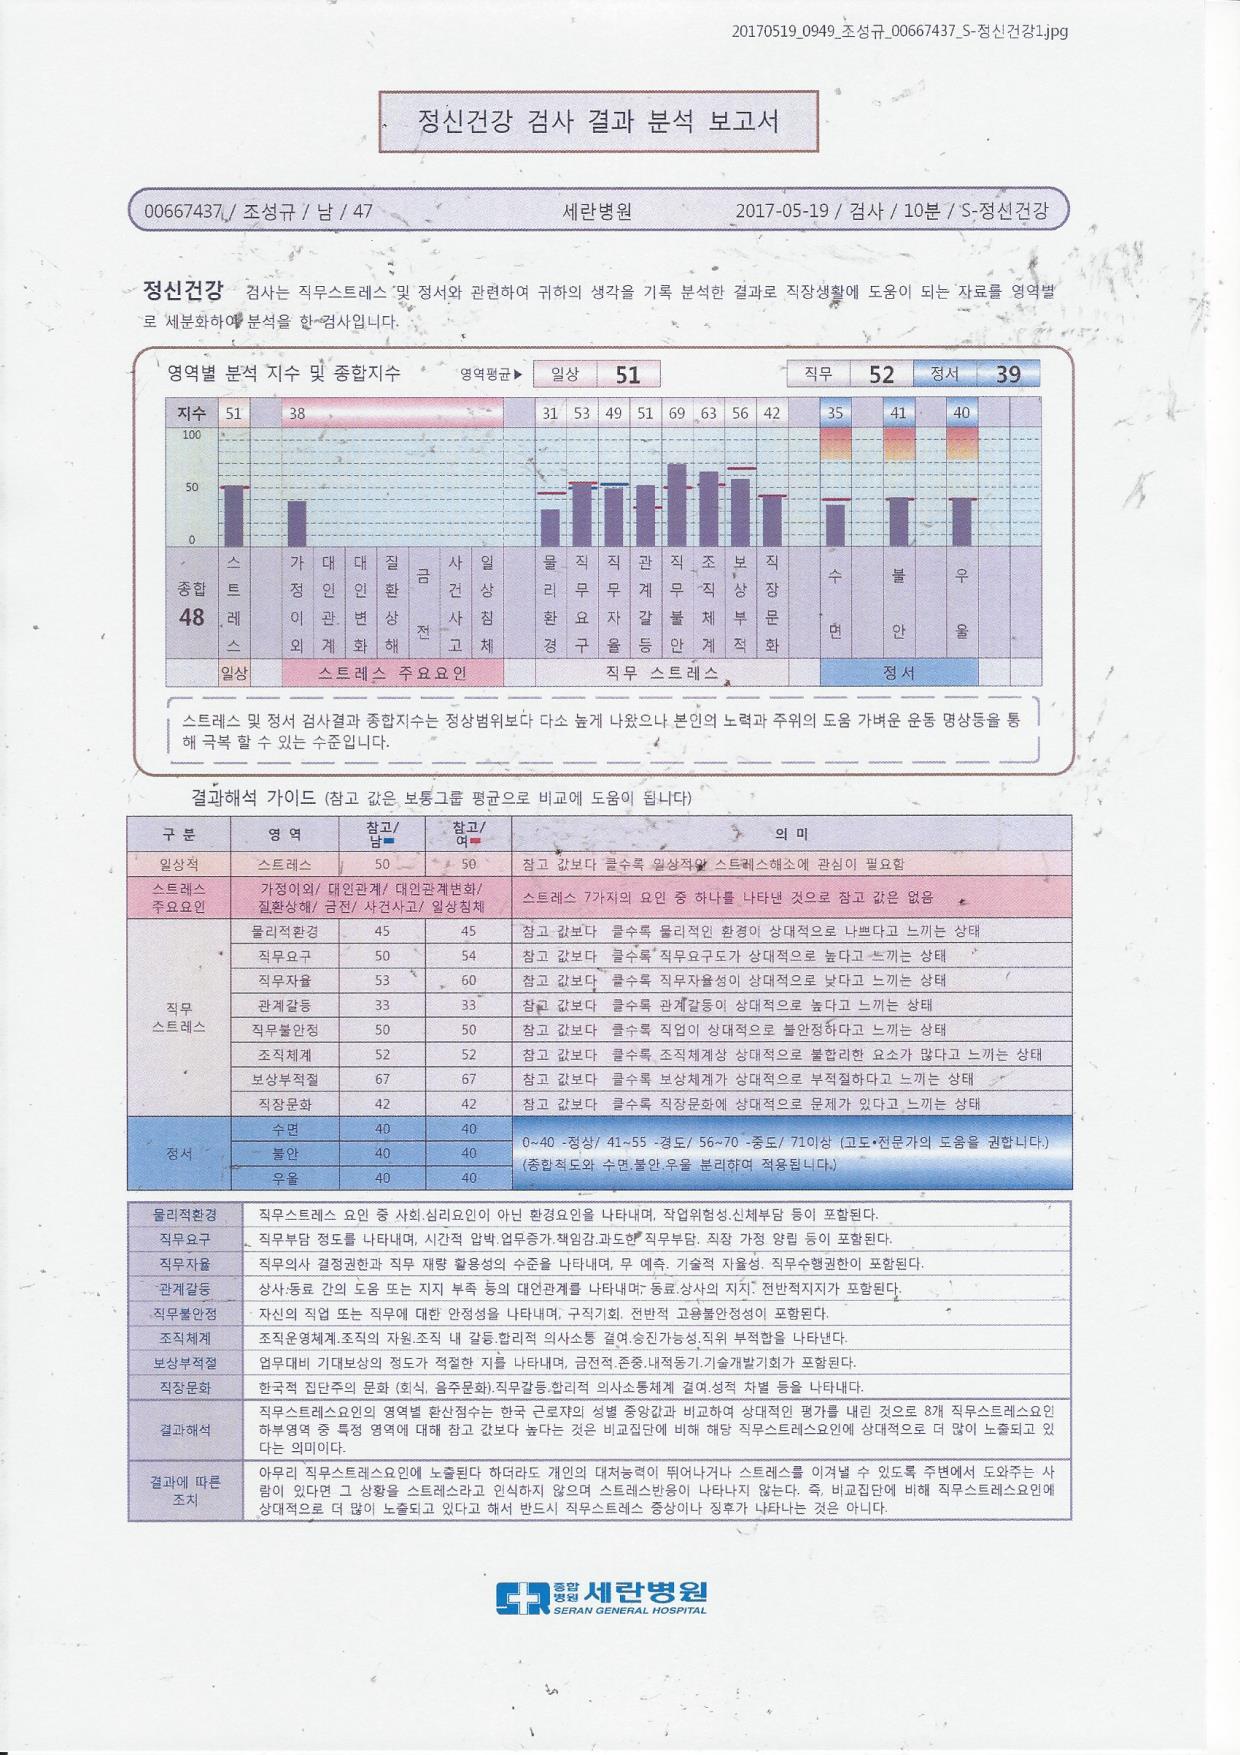 20170519_0949_조성규_00667437_S-정신건강1.jpg
정신건강 검사 결과 분석 보고서
00667437 / 조성규 / 남 / 47 세란병원 2017-05-19 / 검사 / 10분 / S-정신건강
정신건강 검사는 직무스트레스 및 정서와 관련하여 귀하의 생각을 기록 분석한 결과로 직장생활에 도움이 되는 자료를 영역별
로 세분화하여 분석을 한 검사입니다.
영역별 분석 지수 및 종합지수 영역평균▶ 일상 51 직무 52 정서 39
지수 51 38 31 53 49 51 69 63 56 42 35 41 40
100
50
0
종합
48
스트레스 가정이외 대인관계 대인변화 질환상해 금전 사건사고 일상침체 물리환경 직무요구 직무자율 관계갈등 직무불안 조직체계 보상부적 직장문화 수면 불안 우울
일상 스트레스 주요요인 직무 스트레스 정서
스트레스 및 정서 검사결과 종합지수는 정상범위보다 다소 높게 나왔으나 본인의 노력과 주위의 도움 가벼운 운동 명상등을 통
해 극복 할 수 있는 수준입니다.
결과해석 가이드 (참고 값은 보통그룹 평균으로 비교에 도움이 됩니다)
구 분 영 역 참고/남 참고/여 의 미
일상적 스트레스 50 50 참고 값보다 클수록 일상적인 스트레스해소에 관심이 필요함
스트레스 주요요인 가정이외/ 대인관계/ 대인관계변화/
질환상해/ 금전/ 사건사고/ 일상침체 스트레스 7가지의 요인 중 하나를 나타낸 것으로 참고 값은 없음
직무 스트레스
물리적환경 45 45 참고 값보다 클수록 물리적인 환경이 상대적으로 나쁘다고 느끼는 상태
직무요구 50 54 참고 값보다 클수록 직무요구도가 상대적으로 높다고 느끼는 상태
직무자율 53 60 참고 값보다 클수록 직무자율성이 상대적으로 낮다고 느끼는 상태
관계갈등 33 33 참고 값보다 클수록 관계갈등이 상대적으로 높다고 느끼는 상태
직무불안정 50 50 참고 값보다 클수록 직업이 상대적으로 불안정하다고 느끼는 상태
조직체계 52 52 참고 값보다 클수록 조직체계상 상대적으로 불합리한 요소가 많다고 느끼는 상태
보상부적절 67 67 참고 값보다 클수록 보상체계가 상대적으로 부적절하다고 느끼는 상태
직장문화 42 42 참고 값보다 클수록 직장문화에 상대적으로 문제가 있다고 느끼는 상태
정서
수면 40 40
불안 40 40
우울 40 40
0~40 -정상/ 41~55 -경도/ 56~70 -중도/ 71이상 (고도•전문가의 도움을 권합니다.)
(종합척도와 수면.불안.우울 분리하여 적용됩니다.)
물리적환경 직무스트레스 요인 중 사회.심리요인이 아닌 환경요인을 나타내며, 작업위험성.신체부담 등이 포함된다.
직무요구 직무부담 정도를 나타내며, 시간적 압박.업무증가.책임감.과도한 직무부담. 직장 가정 양립 등이 포함된다.
직무자율 직무의사 결정권한과 직무 재량 활용성의 수준을 나타내며, 무 예측. 기술적 자율성. 직무수행권한이 포함된다.
관계갈등 상사·동료 간의 도움 또는 지지 부족 등의 대인관계를 나타내며, 동료.상사의 지지. 전반적지지가 포함된다.
직무불안정 자신의 직업 또는 직무에 대한 안정성을 나타내며, 구직기회. 전반적 고용불안정성이 포함된다.
조직체계 조직운영체계.조직의 자원.조직 내 갈등.합리적 의사소통 결여.승진가능성.직위 부적합을 나타낸다.
보상부적절 업무대비 기대보상의 정도가 적절한 지를 나타내며, 금전적.존중.내적동기.기술개발기회가 포함된다.
직장문화 한국적 집단주의 문화 (회식, 음주문화).직무갈등.합리적 의사소통체계 결여.성적 차별 등을 나타내다.
결과해석 직무스트레스요인의 영역별 환산점수는 한국 근로쟈의 성별 중앙값과 비교하여 상대적인 평가를 내린 것으로 8개 직무스트레스요인
하부영역 중 특정 영역에 대해 참고 값보다 높다는 것은 비교집단에 비해 해당 직무스트레스요인에 상대적으로 더 많이 노출되고 있
다는 의미이다.
결과에 따른 조치 아무리 직무스트레스요인에 노출된다 하더라도 개인의 대처능력이 뛰어나거나 스트레스를 이겨낼 수 있도록 주변에서 도와주는 사
람이 있다면 그 상황을 스트레스라고 인식하지 않으며 스트레스반응이 나타나지 않는다. 즉, 비교집단에 비해 직무스트레스요인에
상대적으로 더 많이 노출되고 있다고 해서 반드시 직무스트레스 증상이나 징후가 나타나는 것은 아니다.
종합병원 세란병원
SERAN GENERAL HOSPITAL